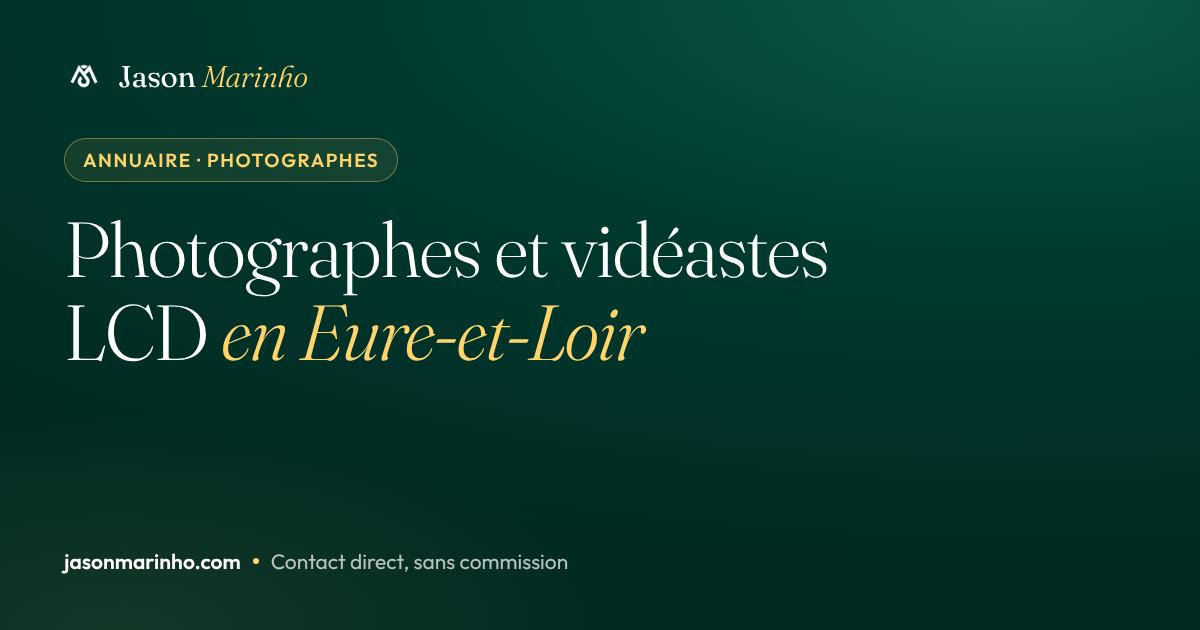 Jason Marinho
ANNUAIRE · PHOTOGRAPHES
Photographes et vidéastes
LCD en Eure-et-Loir
jasonmarinho.com • Contact direct, sans commission